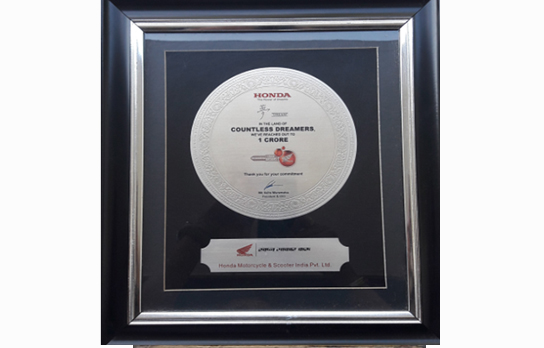 HONDA
The Power of Dreams
夢
IN THE LAND OF
COUNTLESS DREAMERS,
WE'VE REACHED OUT TO
1 CRORE
Thank you for your commitment
Honda Motorcycle & Scooter India Pvt. Ltd.